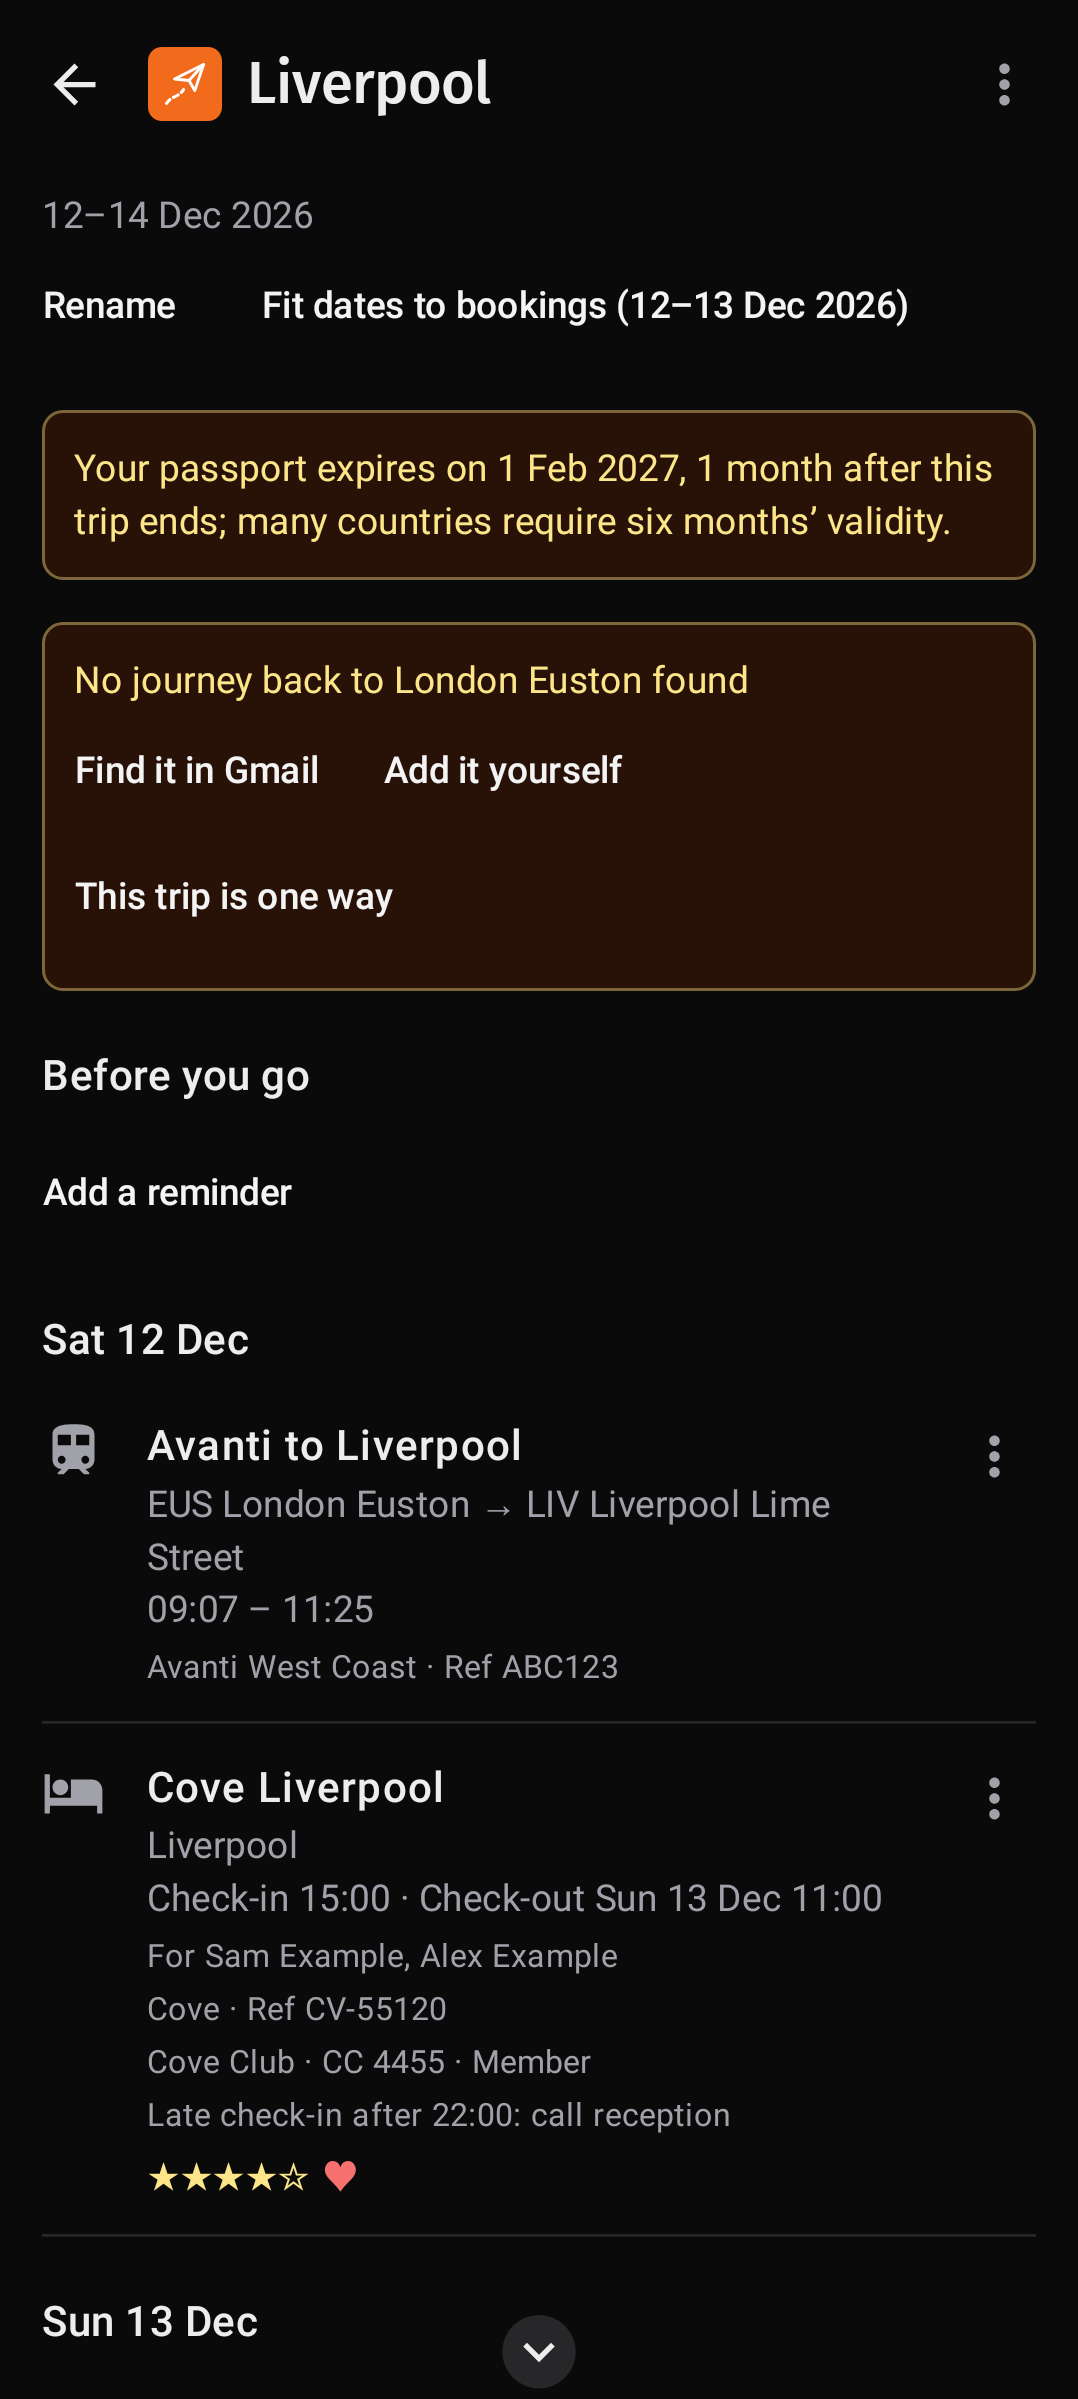 Liverpool
12–14 Dec 2026
Rename
Fit dates to bookings (12–13 Dec 2026)
Your passport expires on 1 Feb 2027, 1 month after this
trip ends; many countries require six months’ validity.
No journey back to London Euston found
Find it in Gmail
Add it yourself
This trip is one way
Before you go
Add a reminder
Sat 12 Dec
Avanti to Liverpool
EUS London Euston → LIV Liverpool Lime
Street
09:07 – 11:25
Avanti West Coast · Ref ABC123
Cove Liverpool
Liverpool
Check-in 15:00 · Check-out Sun 13 Dec 11:00
For Sam Example, Alex Example
Cove · Ref CV-55120
Cove Club · CC 4455 · Member
Late check-in after 22:00: call reception
★★★★☆ ♥
Sun 13 Dec